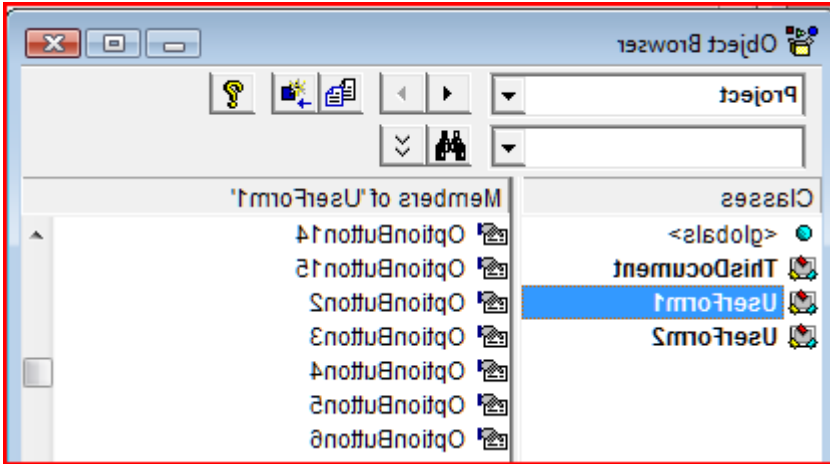 Object Browser
Project
Classes
Members of 'UserForm1'
<globals>
ThisDocument
UserForm1
UserForm2
OptionButton14
OptionButton15
OptionButton2
OptionButton3
OptionButton4
OptionButton5
OptionButton6